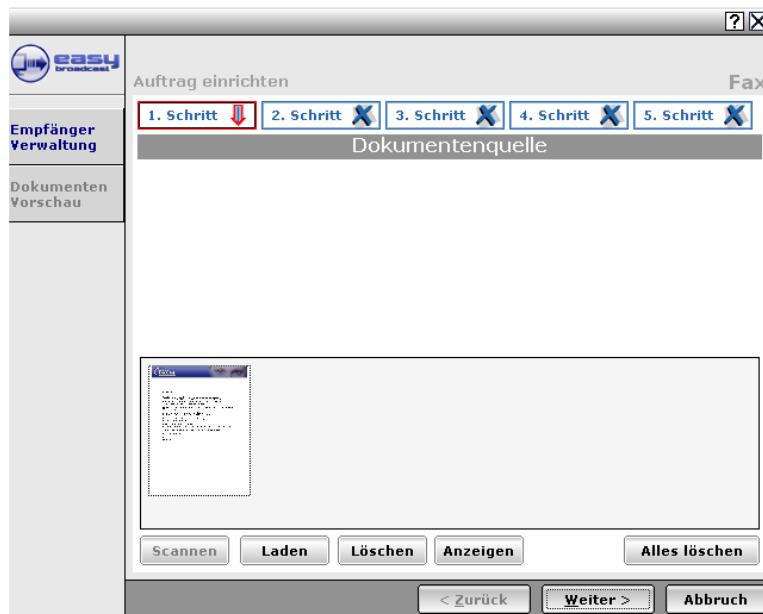 ?
easy
broadcast
Auftrag einrichten
Fax
1. Schritt
2. Schritt
3. Schritt
4. Schritt
5. Schritt
Empfänger
Verwaltung
Dokumentenquelle
Dokumenten
Vorschau
Scannen
Laden
Löschen
Anzeigen
Alles löschen
< Zurück
Weiter >
Abbruch